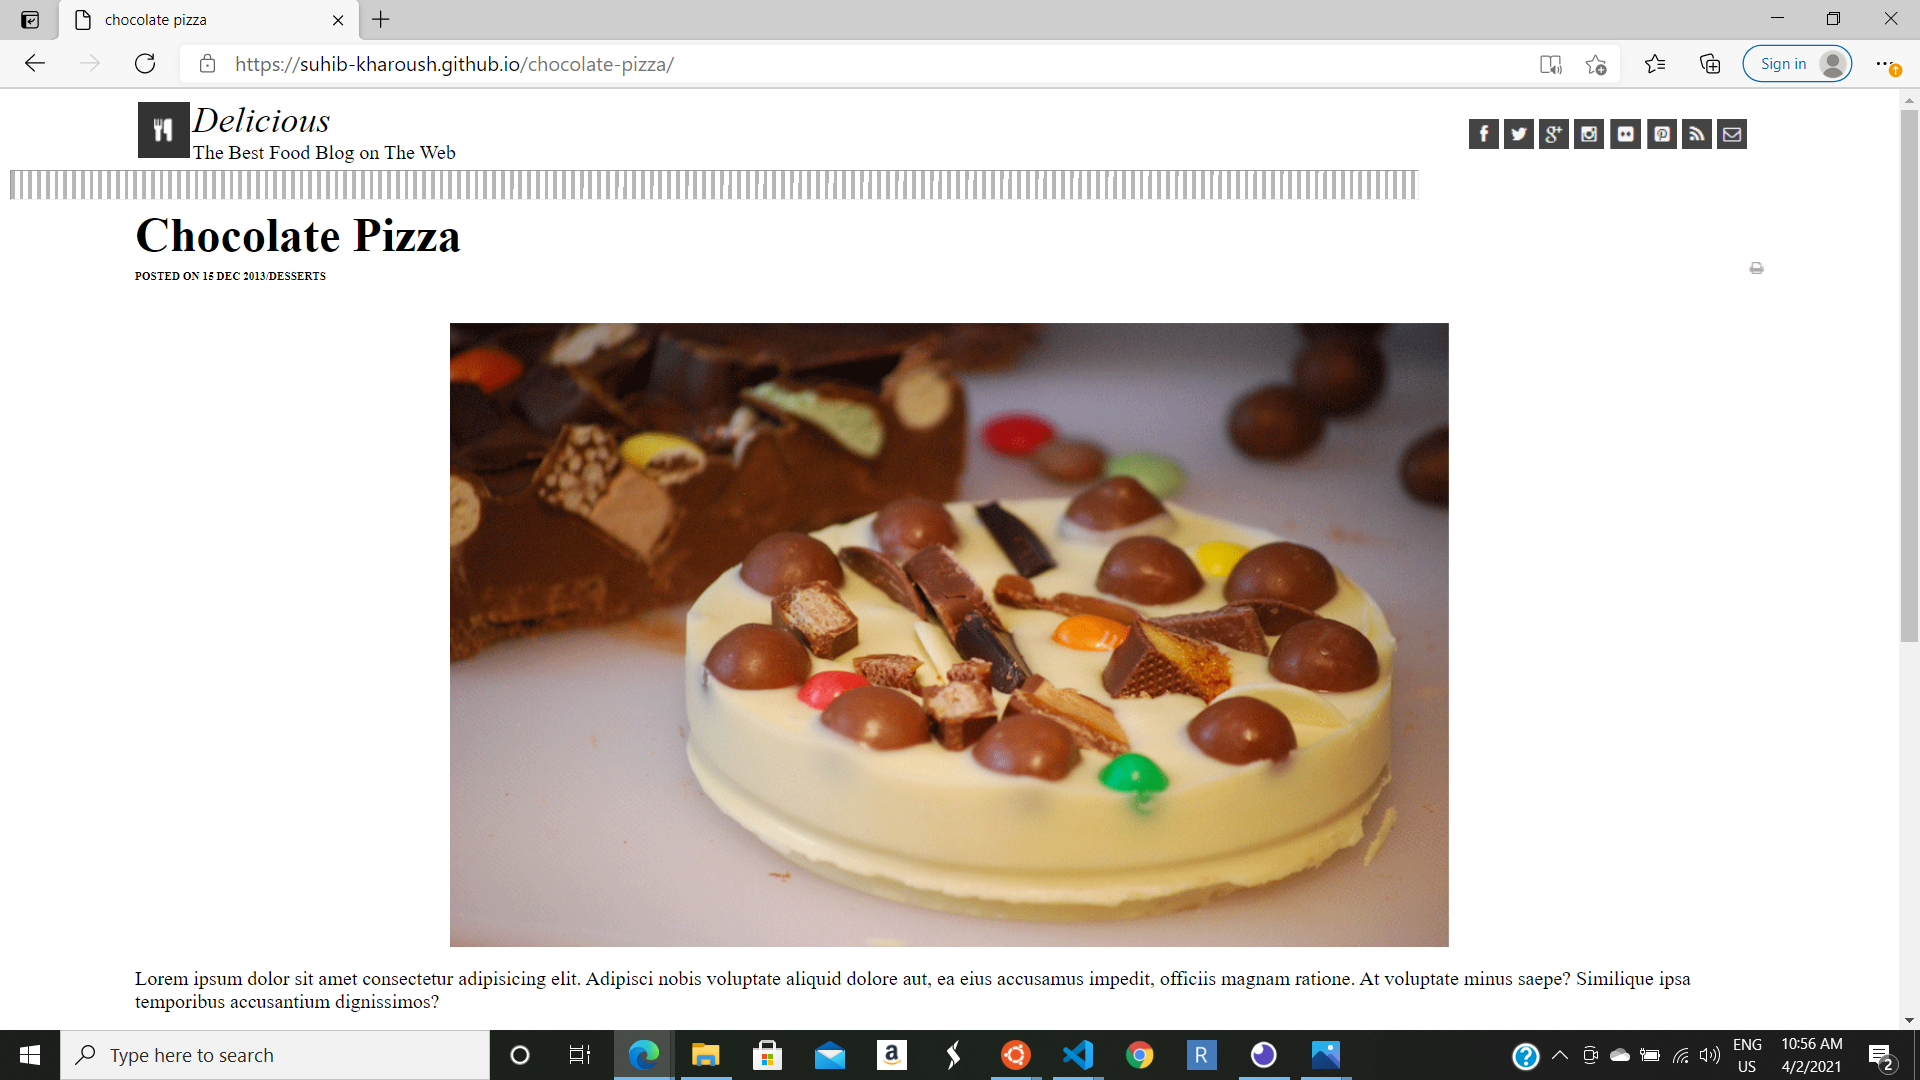 chocolate pizza
https://suhib-kharoush.github.io/chocolate-pizza/
Sign in
Delicious
The Best Food Blog on The Web
Chocolate Pizza
POSTED ON 15 DEC 2013/DESSERTS
Lorem ipsum dolor sit amet consectetur adipisicing elit. Adipisci nobis voluptate aliquid dolore aut, ea eius accusamus impedit, officiis magnam ratione. At voluptate minus saepe? Similique ipsa
temporibus accusantium dignissimos?
Type here to search
ENG
US
10:56 AM
4/2/2021
2